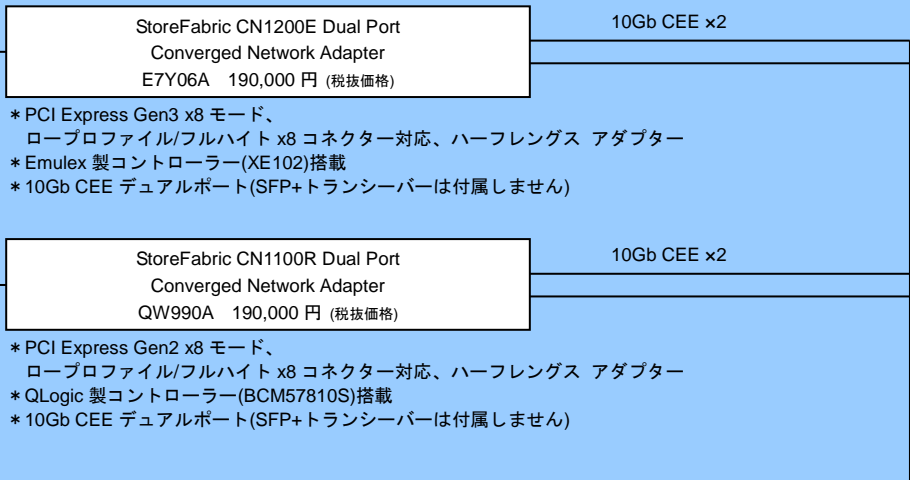 StoreFabric CN1200E Dual Port
Converged Network Adapter
E7Y06A 190,000 円 (税抜価格)
10Gb CEE ×2
＊PCI Express Gen3 x8 モード、
ロープロファイル/フルハイト x8 コネクター対応、ハーフレングス アダプター
＊Emulex 製コントローラー(XE102)搭載
＊10Gb CEE デュアルポート(SFP+トランシーバーは付属しません)
StoreFabric CN1100R Dual Port
Converged Network Adapter
QW990A 190,000 円 (税抜価格)
10Gb CEE ×2
＊PCI Express Gen2 x8 モード、
ロープロファイル/フルハイト x8 コネクター対応、ハーフレングス アダプター
＊QLogic 製コントローラー(BCM57810S)搭載
＊10Gb CEE デュアルポート(SFP+トランシーバーは付属しません)